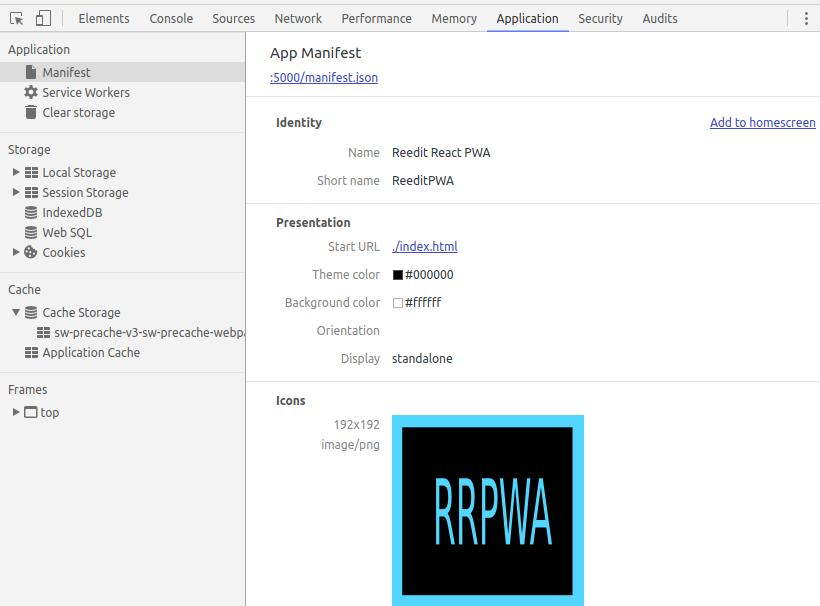 Elements Console Sources Network Performance Memory Application Security Audits
Application
Manifest
Service Workers
Clear storage
Storage
Local Storage
Session Storage
IndexedDB
Web SQL
Cookies
Cache
Cache Storage
sw-precache-v3-sw-precache-webpa
Application Cache
Frames
top
App Manifest
:5000/manifest.json
Identity Add to homescreen
Name Reedit React PWA
Short name ReeditPWA
Presentation
Start URL ./index.html
Theme color #000000
Background color #ffffff
Orientation
Display standalone
Icons
192x192
image/png
RRPWA